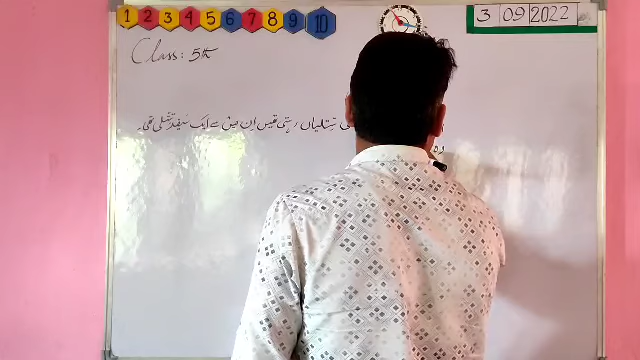 1 2 3 4 5 6 7 8 9 10
3 09 2022
Class: 5th
تتلیاں رہتی تھیں اِن میں سے ایک سفید تتلی تھی۔
وہ